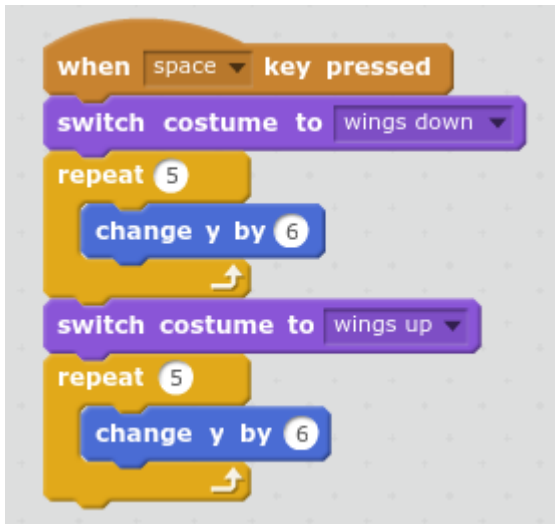 when space key pressed
switch costume to wings down
repeat 5
change y by 6
switch costume to wings up
repeat 5
change y by 6